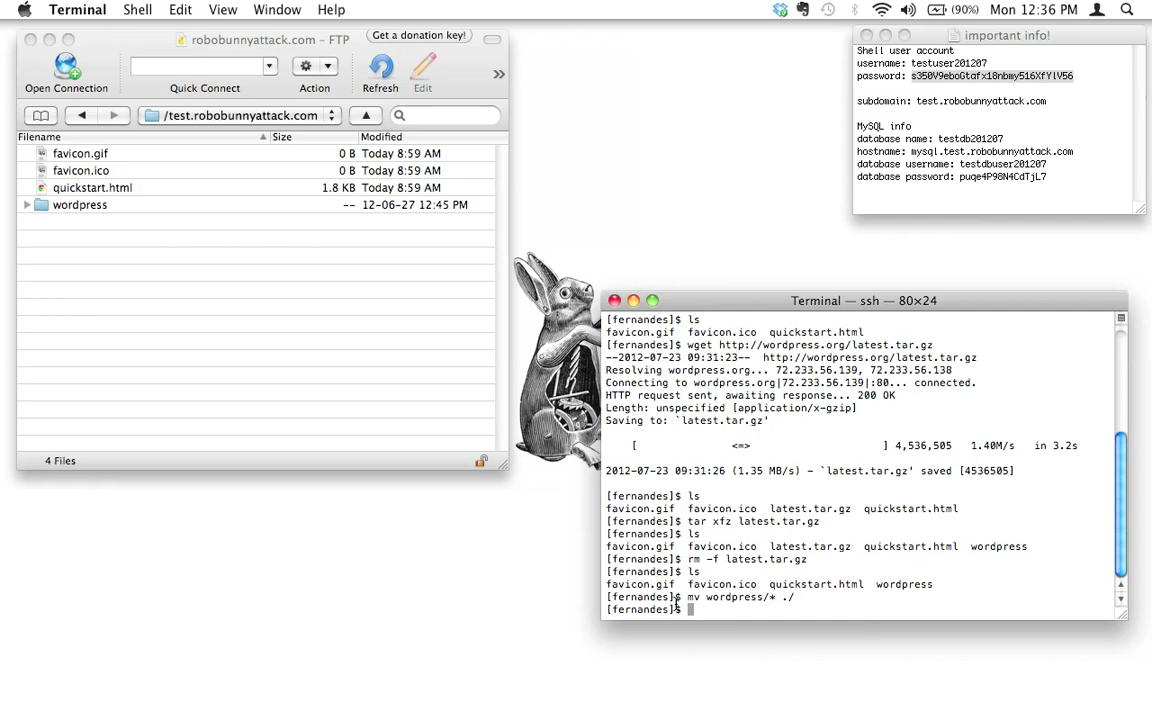 Terminal Shell Edit View Window Help
(90%) Mon 12:36 PM
robobunnyattack.com – FTP
Get a donation key!
Open Connection
Quick Connect
Action
Refresh
Edit
/test.robobunnyattack.com
Filename Size Modified
favicon.gif 0 B Today 8:59 AM
favicon.ico 0 B Today 8:59 AM
quickstart.html 1.8 KB Today 8:59 AM
wordpress -- 12-06-27 12:45 PM
4 Files
important info!
Shell user account
username: testuser201207
password: s350V9eboGtafx18nbmy516XfYlV56
subdomain: test.robobunnyattack.com
MySQL info
database name: testdb201207
hostname: mysql.test.robobunnyattack.com
database username: testdbuser201207
database password: puqe4P98N4CdTjL7
Terminal — ssh — 80×24
[fernandes]$ ls
favicon.gif favicon.ico quickstart.html
[fernandes]$ wget http://wordpress.org/latest.tar.gz
--2012-07-23 09:31:23-- http://wordpress.org/latest.tar.gz
Resolving wordpress.org... 72.233.56.139, 72.233.56.138
Connecting to wordpress.org|72.233.56.139|:80... connected.
HTTP request sent, awaiting response... 200 OK
Length: unspecified [application/x-gzip]
Saving to: `latest.tar.gz'
[ <=> ] 4,536,505 1.40M/s in 3.2s
2012-07-23 09:31:26 (1.35 MB/s) - `latest.tar.gz' saved [4536505]
[fernandes]$ ls
favicon.gif favicon.ico latest.tar.gz quickstart.html
[fernandes]$ tar xfz latest.tar.gz
[fernandes]$ ls
favicon.gif favicon.ico latest.tar.gz quickstart.html wordpress
[fernandes]$ rm -f latest.tar.gz
[fernandes]$ ls
favicon.gif favicon.ico quickstart.html wordpress
[fernandes]$ mv wordpress/* ./
[fernandes]$